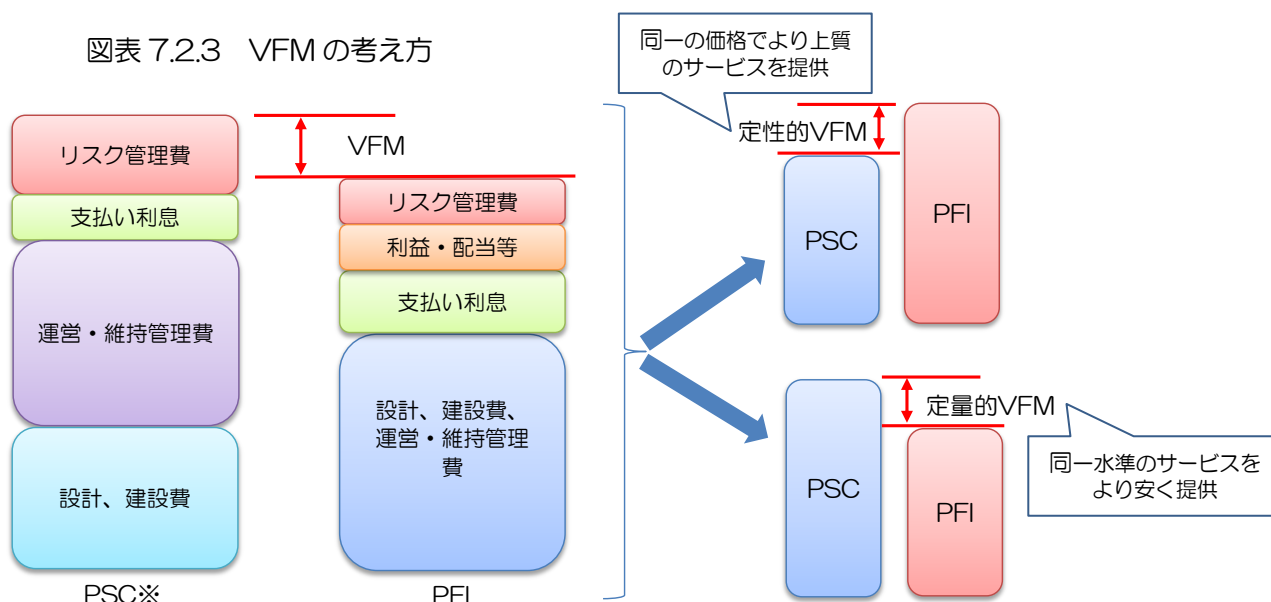 図表 7.2.3 VFM の考え方
リスク管理費
支払い利息
運営・維持管理費
設計、建設費
PSC※
VFM
リスク管理費
利益・配当等
支払い利息
設計、建設費、
運営・維持管理
費
PFI
同一の価格でより上質
のサービスを提供
定性的VFM
PSC
PFI
定量的VFM
同一水準のサービスを
より安く提供
PSC
PFI